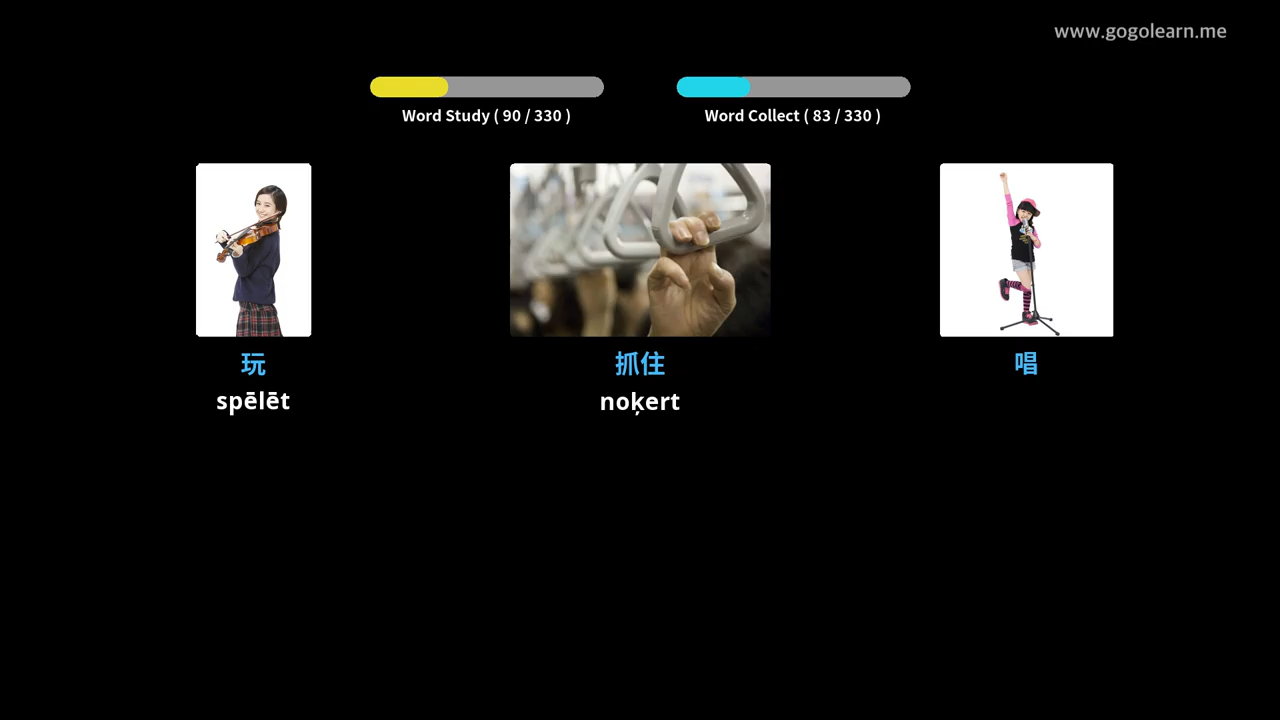 www.gogolearn.me
Word Study ( 90 / 330 )
Word Collect ( 83 / 330 )
玩
抓住
唱
spēlēt
noķert